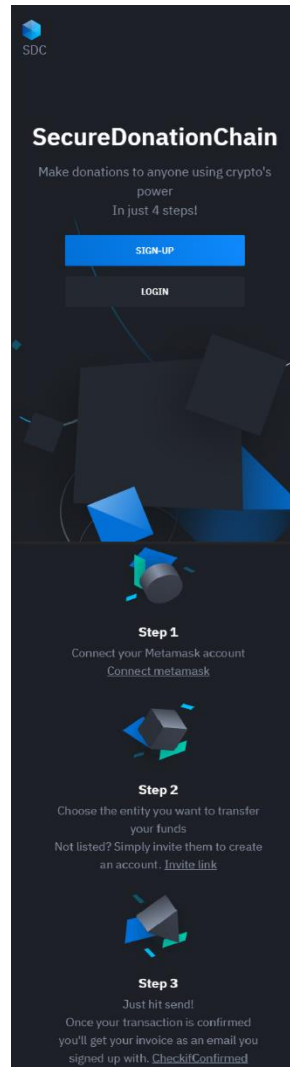 SDC
SecureDonationChain
Make donations to anyone using crypto's
power
In just 4 steps!
SIGN-UP
LOGIN
Step 1
Connect your Metamask account
Connect metamask
Step 2
Choose the entity you want to transfer
your funds
Not listed? Simply invite them to create
an account. Invite link
Step 3
Just hit send!
Once your transaction is confirmed
you'll get your invoice as an email you
signed up with. CheckifConfirmed